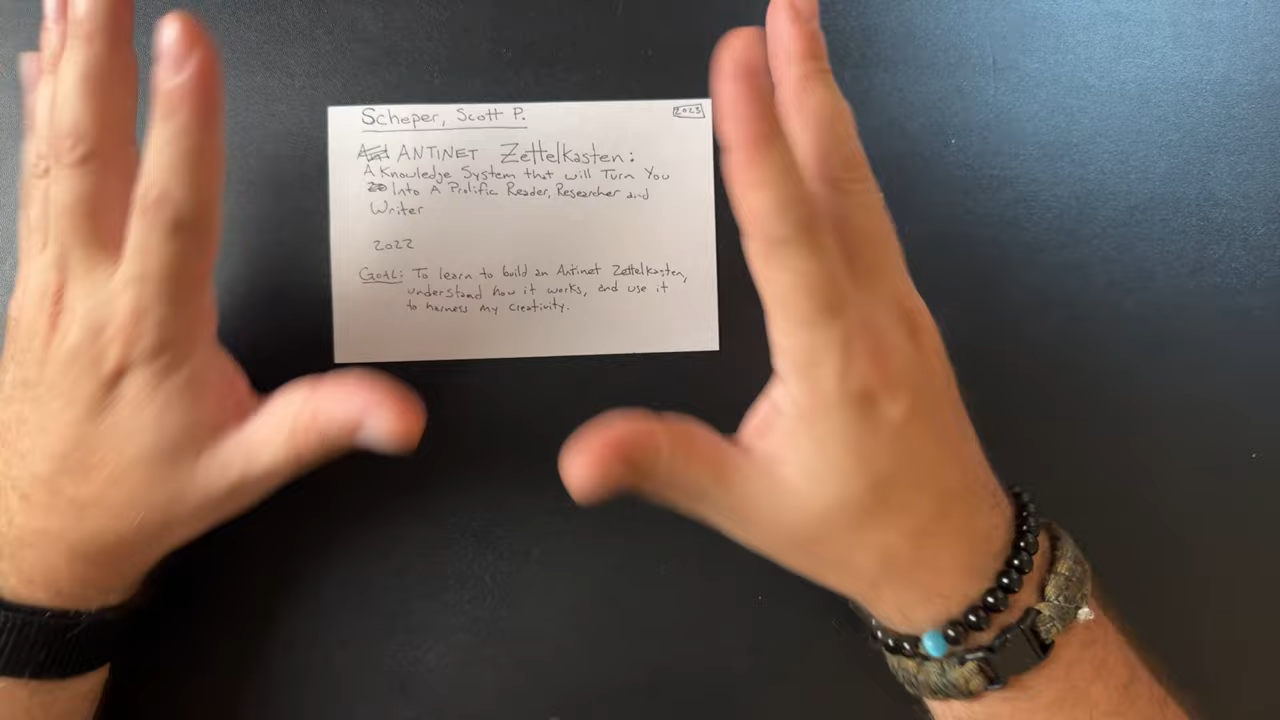 Scheper, Scott P.
2023
ANTINET Zettelkasten:
A Knowledge System that will Turn You
Into A Prolific Reader, Researcher and
Writer
2022
GOAL: To learn to build an Antinet Zettelkasten,
understand how it works, and use it
to harness my creativity.